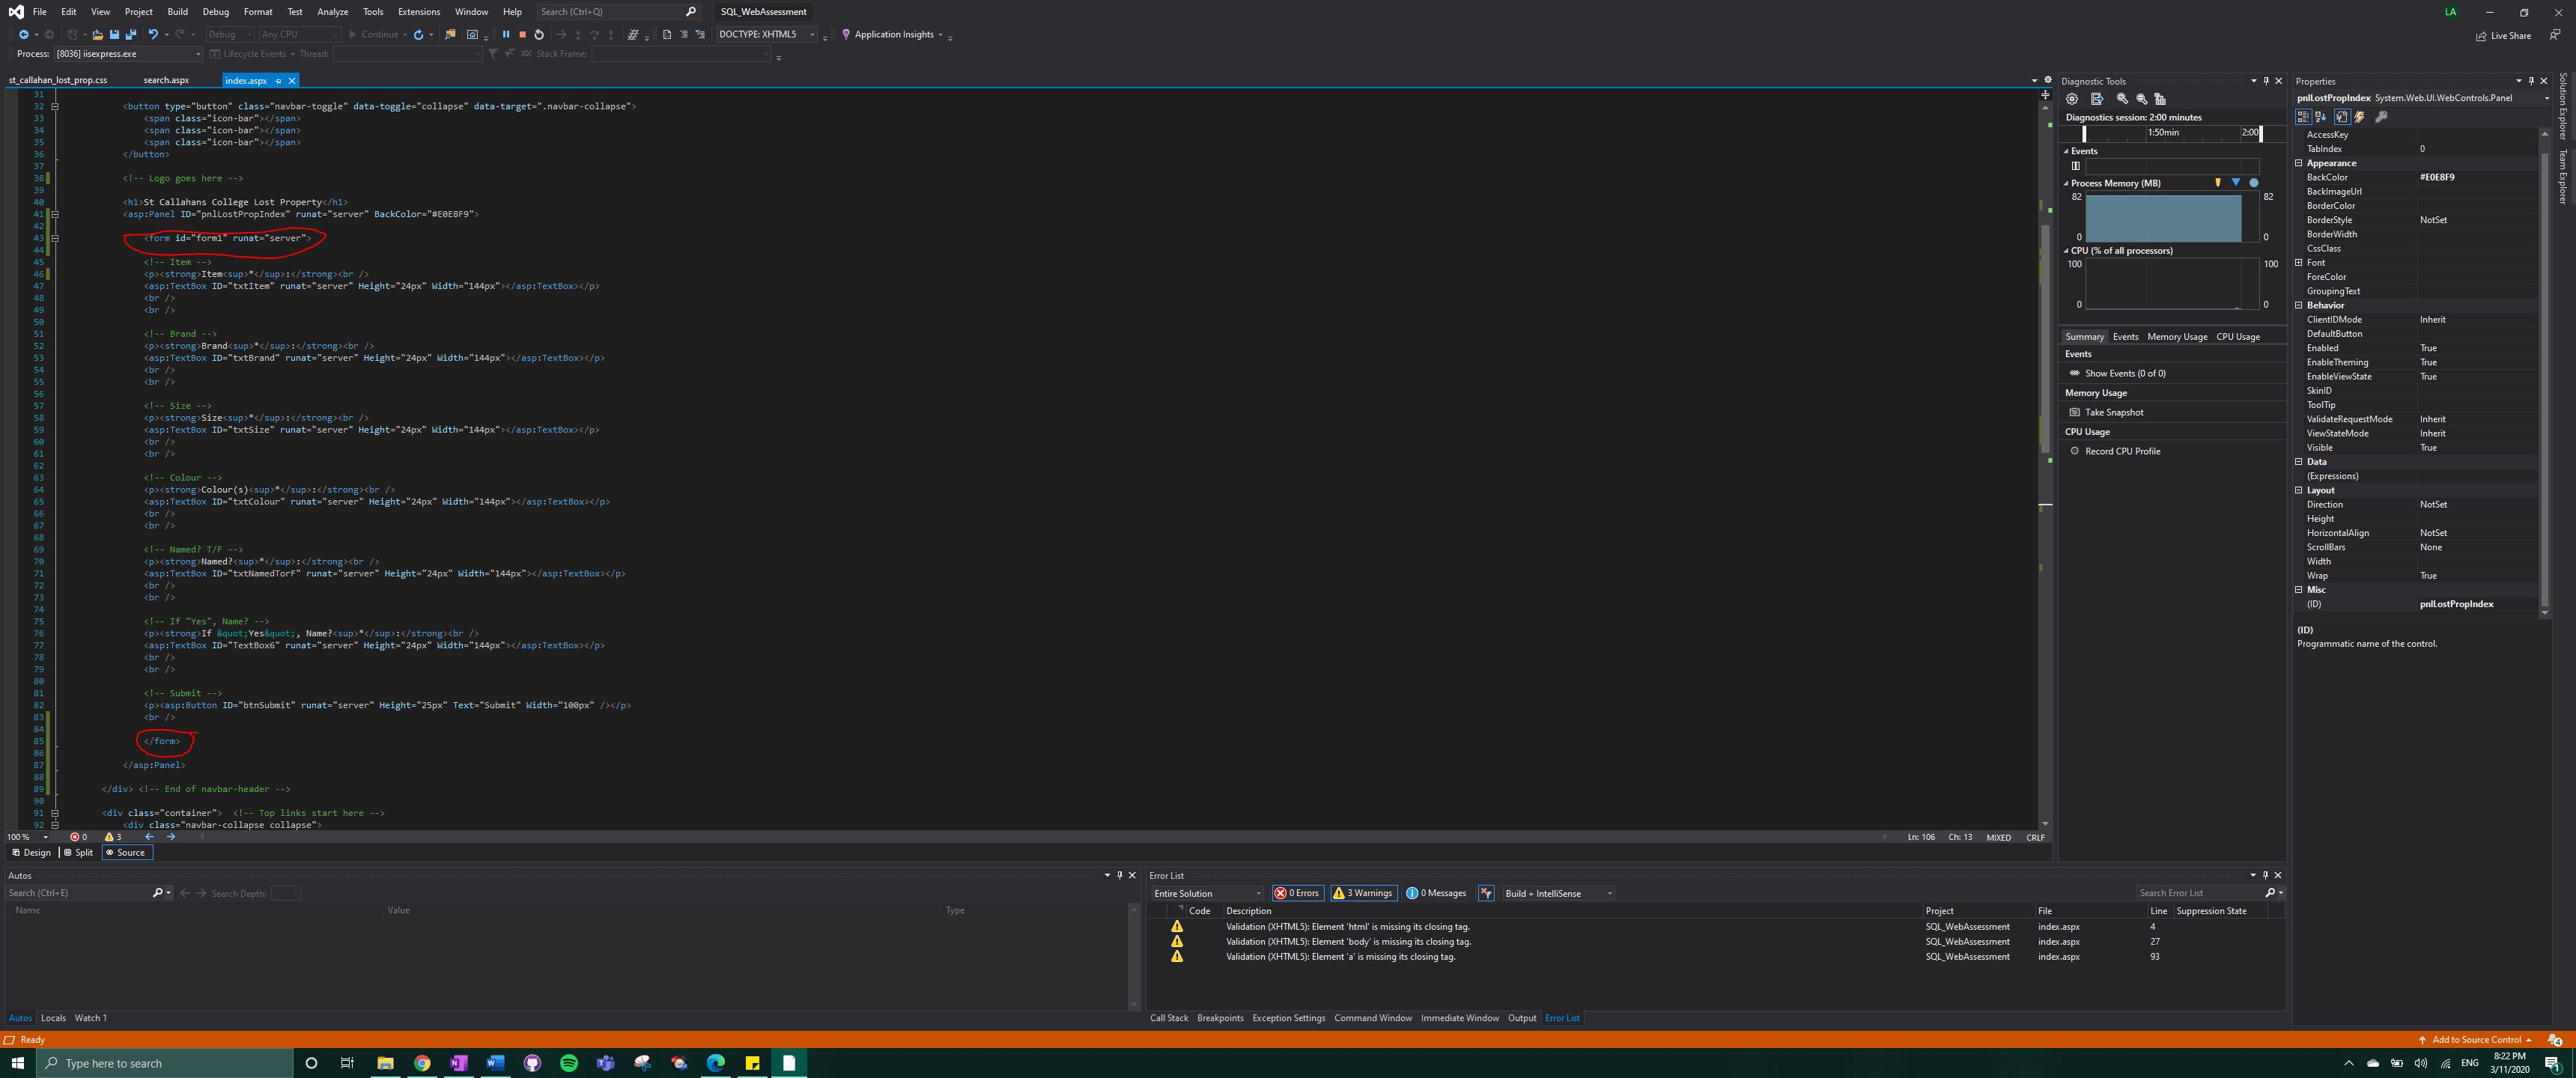 File Edit View Project Build Debug Format Test Analyze Tools Extensions Window Help Search (Ctrl+Q) SQL_WebAssessment LA
Debug Any CPU Continue DOCTYPE: XHTML5 Application Insights Live Share
Process: [8036] iisexpress.exe Lifecycle Events Thread: Stack Frame:
st_callahan_lost_prop.css search.aspx index.aspx
31
32 <button type="button" class="navbar-toggle" data-toggle="collapse" data-target=".navbar-collapse">
33 <span class="icon-bar"></span>
34 <span class="icon-bar"></span>
35 <span class="icon-bar"></span>
36 </button>
37
38 <!-- Logo goes here -->
39
40 <h1>St Callahans College Lost Property</h1>
41 <asp:Panel ID="pnlLostPropIndex" runat="server" BackColor="#E0E8F9">
42
43 <form id="form1" runat="server">
44
45 <!-- Item -->
46 <p><strong>Item<sup>*</sup>:</strong><br />
47 <asp:TextBox ID="txtItem" runat="server" Height="24px" Width="144px"></asp:TextBox></p>
48 <br />
49 <br />
50
51 <!-- Brand -->
52 <p><strong>Brand<sup>*</sup>:</strong><br />
53 <asp:TextBox ID="txtBrand" runat="server" Height="24px" Width="144px"></asp:TextBox></p>
54 <br />
55 <br />
56
57 <!-- Size -->
58 <p><strong>Size<sup>*</sup>:</strong><br />
59 <asp:TextBox ID="txtSize" runat="server" Height="24px" Width="144px"></asp:TextBox></p>
60 <br />
61 <br />
62
63 <!-- Colour -->
64 <p><strong>Colour(s)<sup>*</sup>:</strong><br />
65 <asp:TextBox ID="txtColour" runat="server" Height="24px" Width="144px"></asp:TextBox></p>
66 <br />
67 <br />
68
69 <!-- Named? T/F -->
70 <p><strong>Named?<sup>*</sup>:</strong><br />
71 <asp:TextBox ID="txtNamedTorF" runat="server" Height="24px" Width="144px"></asp:TextBox></p>
72 <br />
73 <br />
74
75 <!-- If "Yes", Name? -->
76 <p><strong>If &quot;Yes&quot;, Name?<sup>*</sup>:</strong><br />
77 <asp:TextBox ID="TextBox6" runat="server" Height="24px" Width="144px"></asp:TextBox></p>
78 <br />
79 <br />
80
81 <!-- Submit -->
82 <p><asp:Button ID="btnSubmit" runat="server" Height="25px" Text="Submit" Width="100px" /></p>
83 <br />
84
85 </form>
86
87 </asp:Panel>
88
89 </div> <!-- End of navbar-header -->
90
91 <div class="container"> <!-- Top links start here -->
92 <div class="navbar-collapse collapse">
100 % 0 3 Ln: 106 Ch: 13 MIXED CRLF
Design Split Source
Diagnostic Tools
Diagnostics session: 2:00 minutes
1:50min 2:00
Events
Process Memory (MB)
82 82
0 0
CPU (% of all processors)
100 100
0 0
Summary Events Memory Usage CPU Usage
Events
Show Events (0 of 0)
Memory Usage
Take Snapshot
CPU Usage
Record CPU Profile
Properties
pnlLostPropIndex System.Web.UI.WebControls.Panel
AccessKey
TabIndex 0
Appearance
BackColor #E0E8F9
BackImageUrl
BorderColor
BorderStyle NotSet
BorderWidth
CssClass
Font
ForeColor
GroupingText
Behavior
ClientIDMode Inherit
DefaultButton
Enabled True
EnableTheming True
EnableViewState True
SkinID
ToolTip
ValidateRequestMode Inherit
ViewStateMode Inherit
Visible True
Data
(Expressions)
Layout
Direction NotSet
Height
HorizontalAlign NotSet
ScrollBars None
Width
Wrap True
Misc
(ID) pnlLostPropIndex
(ID)
Programmatic name of the control.
Solution Explorer
Team Explorer
Autos
Search (Ctrl+E) Search Depth:
Name Value Type
Autos Locals Watch 1
Error List
Entire Solution 0 Errors 3 Warnings 0 Messages Build + IntelliSense Search Error List
Code Description Project File Line Suppression State
Validation (XHTML5): Element 'html' is missing its closing tag. SQL_WebAssessment index.aspx 4
Validation (XHTML5): Element 'body' is missing its closing tag. SQL_WebAssessment index.aspx 27
Validation (XHTML5): Element 'a' is missing its closing tag. SQL_WebAssessment index.aspx 93
Call Stack Breakpoints Exception Settings Command Window Immediate Window Output Error List
Ready Add to Source Control
Type here to search ENG 8:22 PM
3/11/2020